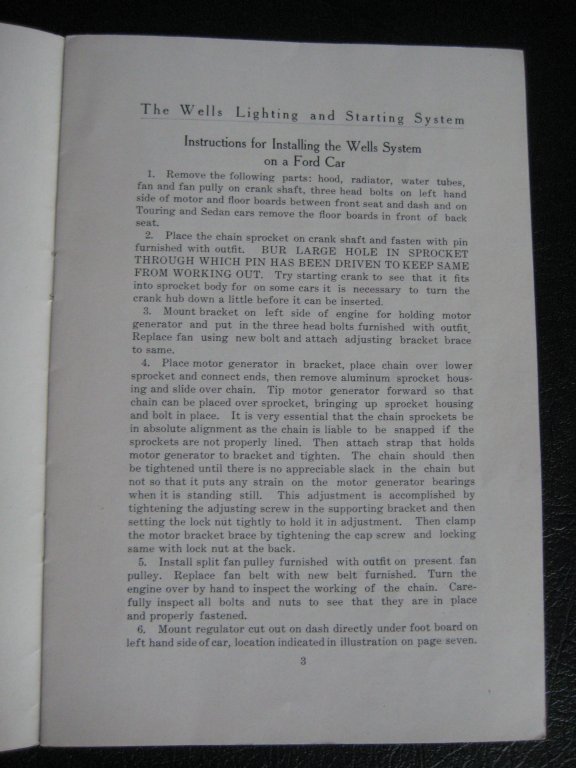 The Wells Lighting and Starting System
Instructions for Installing the Wells System
on a Ford Car
1. Remove the following parts: hood, radiator, water tubes,
fan and fan pully on crank shaft, three head bolts on left hand
side of motor and floor boards between front seat and dash and on
Touring and Sedan cars remove the floor boards in front of back
seat.
2. Place the chain sprocket on crank shaft and fasten with pin
furnished with outfit. BUR LARGE HOLE IN SPROCKET
THROUGH WHICH PIN HAS BEEN DRIVEN TO KEEP SAME
FROM WORKING OUT. Try starting crank to see that it fits
into sprocket body for on some cars it is necessary to turn the
crank hub down a little before it can be inserted.
3. Mount bracket on left side of engine for holding motor
generator and put in the three head bolts furnished with outfit.
Replace fan using new bolt and attach adjusting bracket brace
to same.
4. Place motor generator in bracket, place chain over lower
sprocket and connect ends, then remove aluminum sprocket hous-
ing and slide over chain. Tip motor generator forward so that
chain can be placed over sprocket, bringing up sprocket housing
and bolt in place. It is very essential that the chain sprockets be
in absolute alignment as the chain is liable to be snapped if the
sprockets are not properly lined. Then attach strap that holds
motor generator to bracket and tighten. The chain should then
be tightened until there is no appreciable slack in the chain but
not so that it puts any strain on the motor generator bearings
when it is standing still. This adjustment is accomplished by
tightening the adjusting screw in the supporting bracket and then
setting the lock nut tightly to hold it in adjustment. Then clamp
the motor bracket brace by tightening the cap screw and locking
same with lock nut at the back.
5. Install split fan pulley furnished with outfit on present fan
pulley. Replace fan belt with new belt furnished. Turn the
engine over by hand to inspect the working of the chain. Care-
fully inspect all bolts and nuts to see that they are in place
and properly fastened.
6. Mount regulator cut out on dash directly under foot board on
left hand side of car, location indicated in illustration on page seven.
3